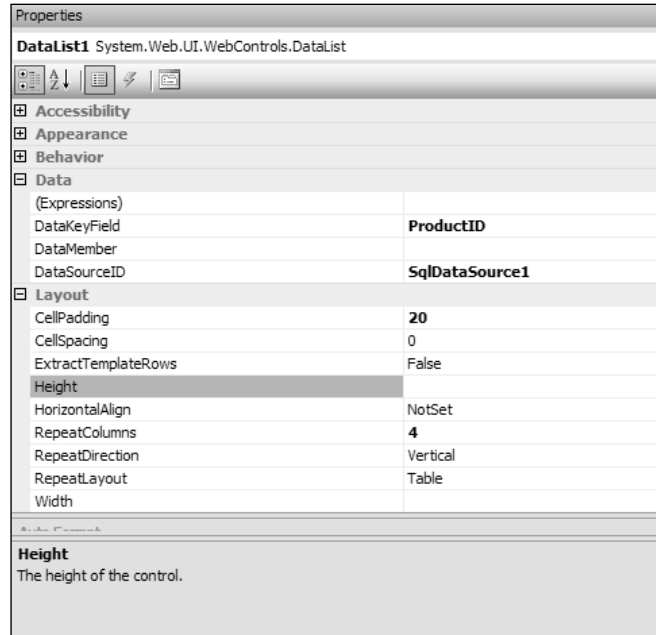 Properties
DataList1 System.Web.UI.WebControls.DataList
Accessibility
Appearance
Behavior
Data
(Expressions)
DataKeyField ProductID
DataMember
DataSourceID SqlDataSource1
Layout
CellPadding 20
CellSpacing 0
ExtractTemplateRows False
Height
HorizontalAlign NotSet
RepeatColumns 4
RepeatDirection Vertical
RepeatLayout Table
Width
Auto Format
Height
The height of the control.